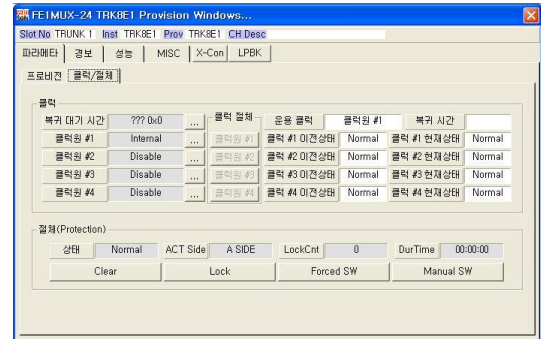 FE1MUX-24 TRK8E1 Provision Windows...
Slot No TRUNK 1 Inst TRK8E1 Prov TRK8E1 CH Desc
파라메타 경보 성능 MISC X-Con LPBK
프로비젼 클럭/절체
클럭
복귀 대기 시간 ??? 0x0 ... 클럭 절체 운용 클럭 클럭원 #1 복귀 시간
클럭원 #1 Internal ... 클럭원 #1 클럭 #1 이전상태 Normal 클럭 #1 현재상태 Normal
클럭원 #2 Disable ... 클럭원 #2 클럭 #2 이전상태 Normal 클럭 #2 현재상태 Normal
클럭원 #3 Disable ... 클럭원 #3 클럭 #3 이전상태 Normal 클럭 #3 현재상태 Normal
클럭원 #4 Disable ... 클럭원 #4 클럭 #4 이전상태 Normal 클럭 #4 현재상태 Normal
절체(Protection)
상태 Normal ACT Side A SIDE LockCnt 0 DurTime 00:00:00
Clear Lock Forced SW Manual SW